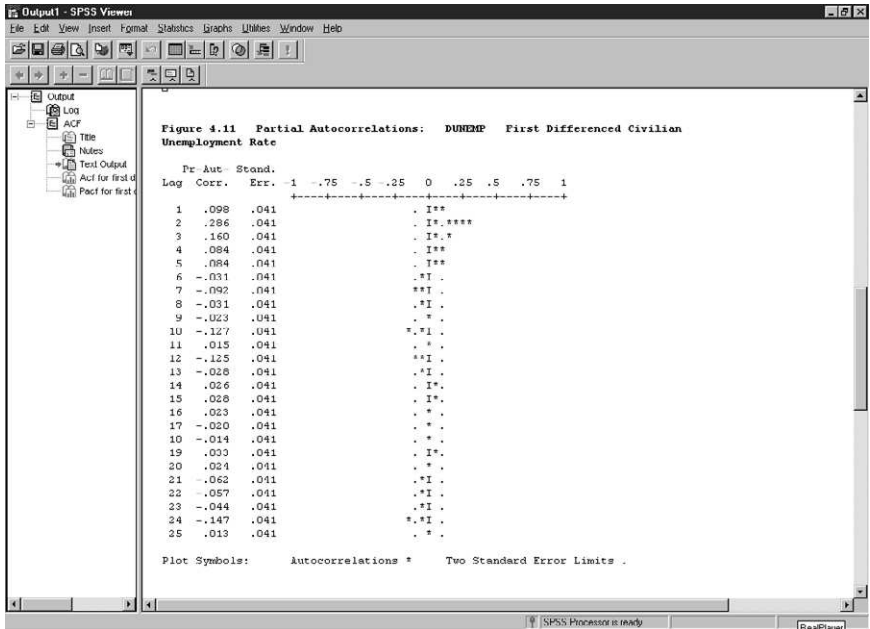 Output1 - SPSS Viewer
File Edit View Insert Format Statistics Graphs Utilities Window Help
Output
Log
ACF
Title
Notes
Text Output
Acf for first d
Pacf for first d
Figure 4.11 Partial Autocorrelations: DUNEMP First Differenced Civilian
Unemployment Rate
Pr-Aut- Stand.
Lag Corr. Err. -1 -.75 -.5 -.25 0 .25 .5 .75 1
+----+----+----+----+----+----+----+----+
1 .098 .041 . I**
2 .286 .041 . I*.****
3 .160 .041 . I*.*
4 .084 .041 . I**
5 .084 .041 . I**
6 -.031 .041 .*I .
7 -.092 .041 **I .
8 -.031 .041 .*I .
9 -.023 .041 . * .
10 -.127 .041 *.*I .
11 .015 .041 . * .
12 -.125 .041 **I .
13 -.028 .041 .*I .
14 .026 .041 . I*.
15 .028 .041 . I*.
16 .023 .041 . * .
17 -.020 .041 . * .
18 -.014 .041 . * .
19 .033 .041 . I*.
20 .024 .041 . * .
21 -.062 .041 .*I .
22 -.057 .041 .*I .
23 -.044 .041 .*I .
24 -.147 .041 *.*I .
25 .013 .041 . * .
Plot Symbols: Autocorrelations * Two Standard Error Limits .
SPSS Processor is ready
RealPlayer